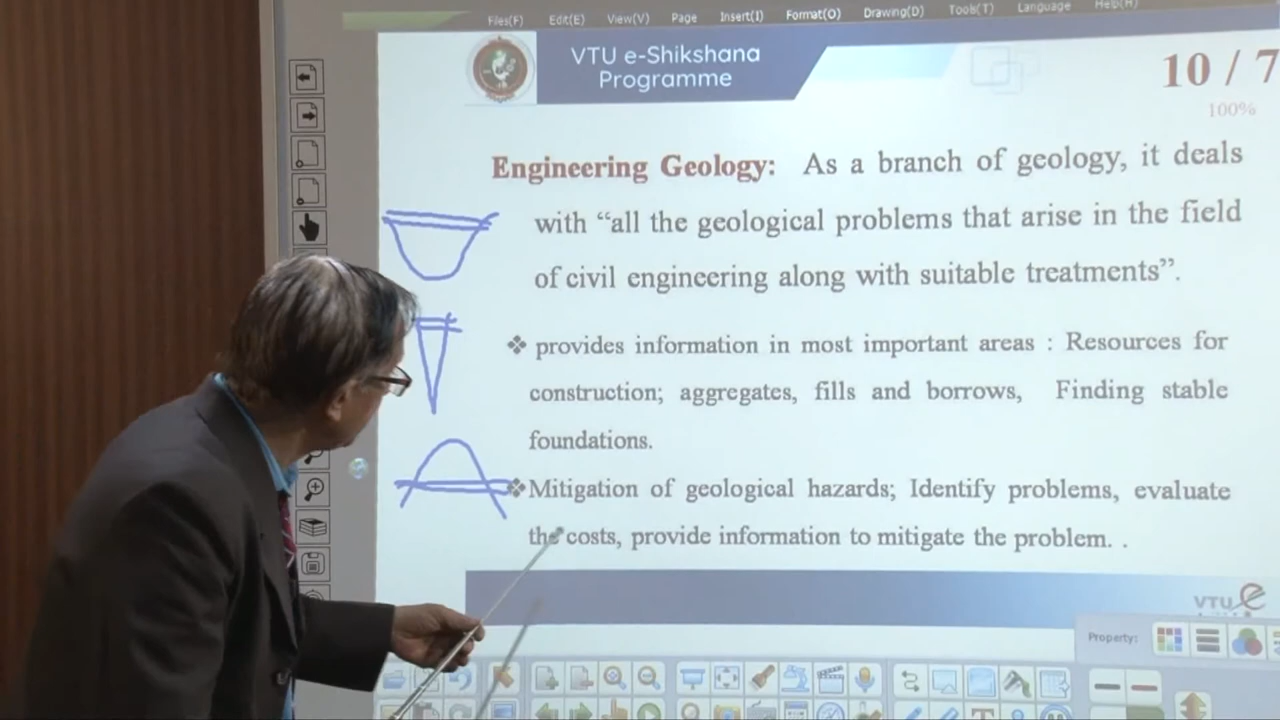 Files(F) Edit(E) View(V) Page Insert(I) Format(O) Drawing(D) Tools(T) Language Help(H)
VTU e-Shikshana
Programme
10 / 7
100%
Engineering Geology: As a branch of geology, it deals
with “all the geological problems that arise in the field
of civil engineering along with suitable treatments”.
❖ provides information in most important areas : Resources for
construction; aggregates, fills and borrows, Finding stable
foundations.
❖Mitigation of geological hazards; Identify problems, evaluate
the costs, provide information to mitigate the problem. .
VTU e
Property: